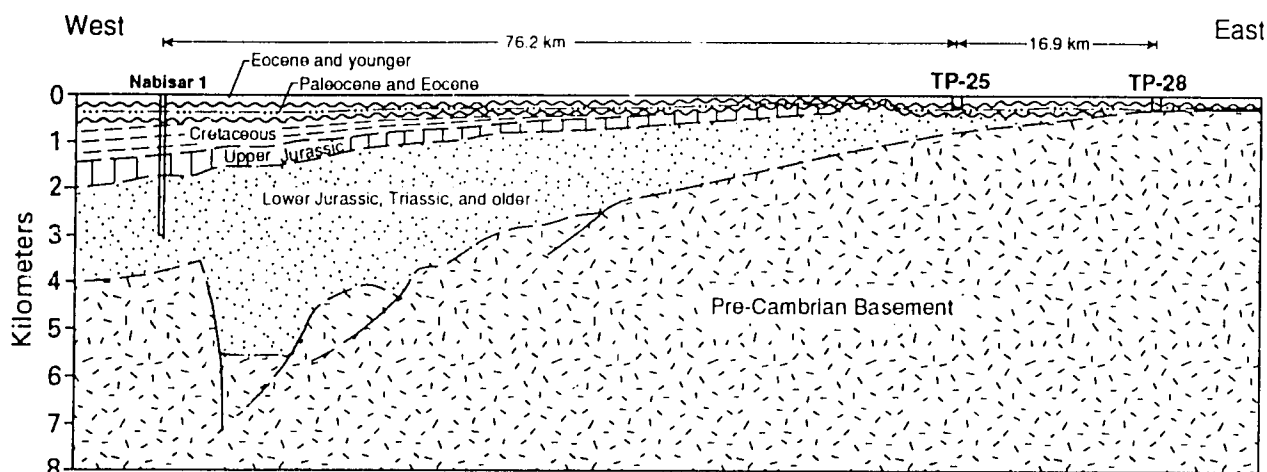 West
East
76.2 km
16.9 km
Eocene and younger
Nabisar 1
Paleocene and Eocene
TP-25
TP-28
0
1
2
3
4
5
6
7
8
Kilometers
Cretaceous
Upper Jurassic
Lower Jurassic, Triassic, and older
Pre-Cambrian Basement